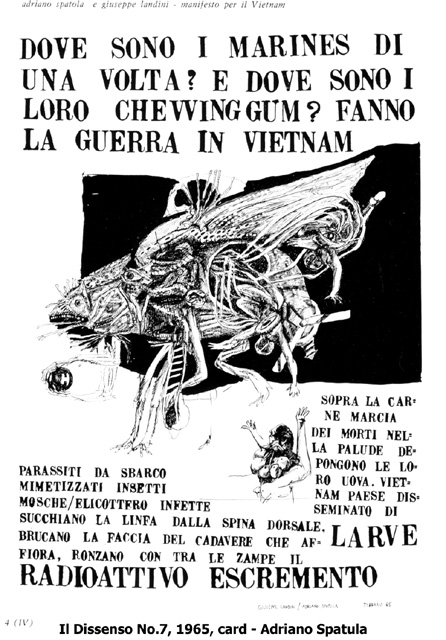 adriano spatola e giuseppe landini - manifesto per il Vietnam
DOVE SONO I MARINES DI
UNA VOLTA? E DOVE SONO I
LORO CHEWINGGUM? FANNO
LA GUERRA IN VIETNAM
SOPRA LA CAR=
NE MARCIA
DEI MORTI NEL=
LA PALUDE DE=
PONGONO LE LO=
RO UOVA. VIET=
NAM PAESE DIS=
SEMINATO DI
LARVE
PARASSITI DA SBARCO
MIMETIZZATI INSETTI
MOSCHE/ELICOTTERO INFETTE
SUCCHIANO LA LINFA DALLA SPINA DORSALE.
BRUCANO LA FACCIA DEL CADAVERE CHE AF=
FIORA, RONZANO CON TRA LE ZAMPE IL
RADIOATTIVO ESCREMENTO
4 (IV)
Il Dissenso No.7, 1965, card - Adriano Spatula